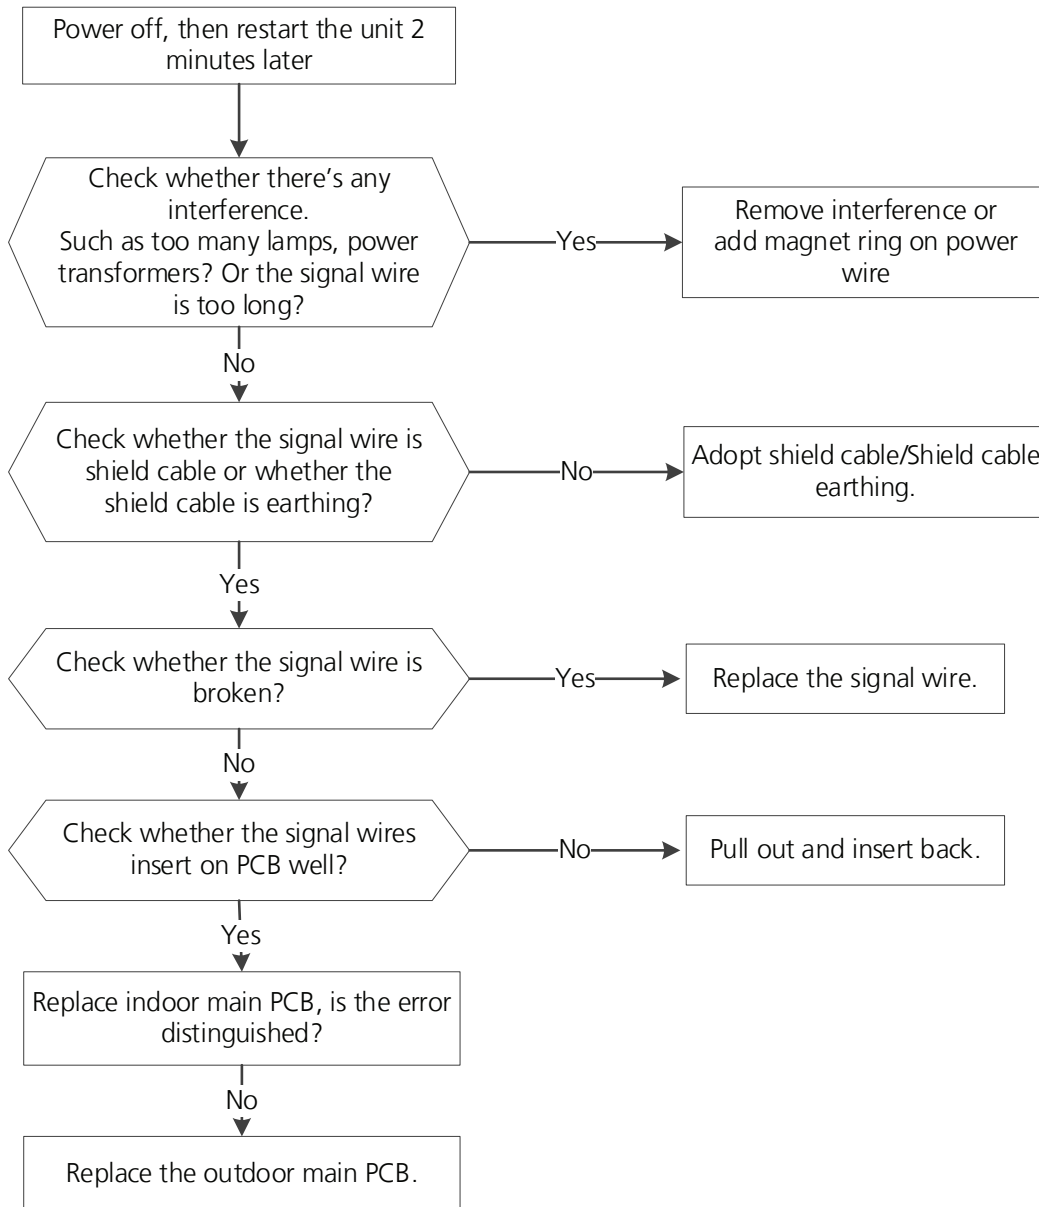 Power off, then restart the unit 2
minutes later
Check whether there's any
interference.
Such as too many lamps, power
transformers? Or the signal wire
is too long?
Yes
Remove interference or
add magnet ring on power
wire
No
Check whether the signal wire is
shield cable or whether the
shield cable is earthing?
No
Adopt shield cable/Shield cable
earthing.
Yes
Check whether the signal wire is
broken?
Yes
Replace the signal wire.
No
Check whether the signal wires
insert on PCB well?
No
Pull out and insert back.
Yes
Replace indoor main PCB, is the error
distinguished?
No
Replace the outdoor main PCB.